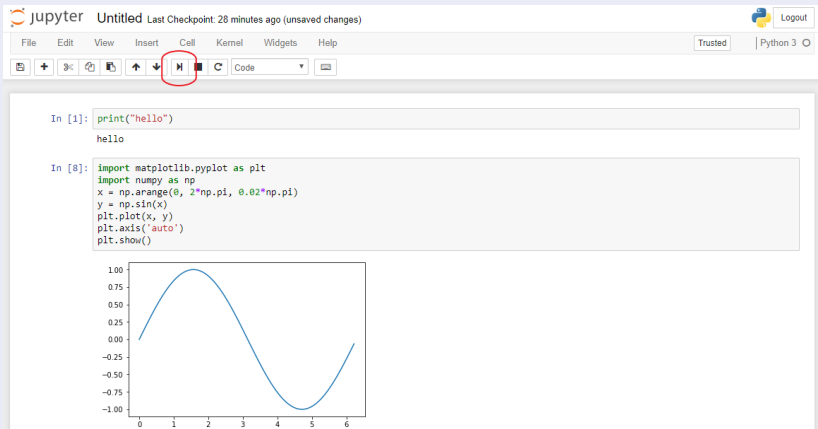 jupyter Untitled Last Checkpoint: 28 minutes ago (unsaved changes)
Logout
File Edit View Insert Cell Kernel Widgets Help
Trusted Python 3
Code
In [1]: print("hello")
hello
In [8]: import matplotlib.pyplot as plt
import numpy as np
x = np.arange(0, 2*np.pi, 0.02*np.pi)
y = np.sin(x)
plt.plot(x, y)
plt.axis('auto')
plt.show()
1.00
0.75
0.50
0.25
0.00
−0.25
−0.50
−0.75
−1.00
0 1 2 3 4 5 6